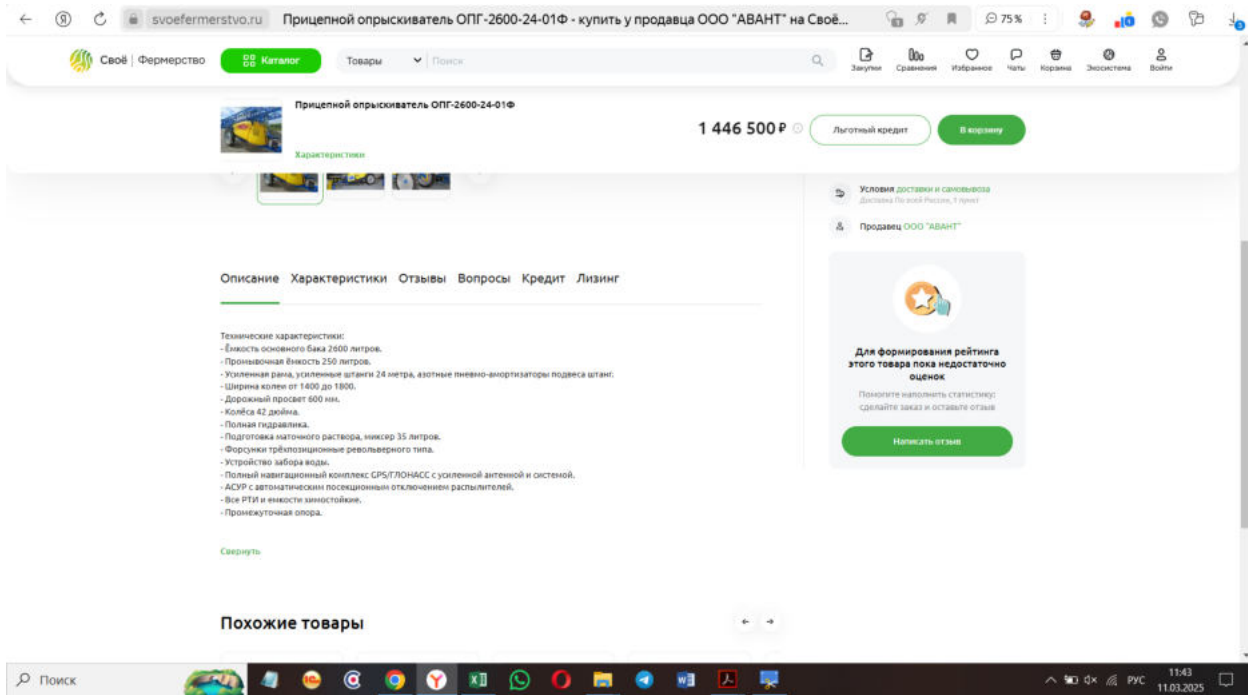 svoefermerstvo.ru
Прицепной опрыскиватель ОПГ-2600-24-01Ф - купить у продавца ООО "АВАНТ" на Своё...
75 %
Своё | Фермерство
Каталог
Товары
Поиск
Закупки
Сравнения
Избранное
Чаты
Корзина
Экосистема
Войти
Прицепной опрыскиватель ОПГ-2600-24-01Ф
Характеристики
1 446 500 ₽
Льготный кредит
В корзину
Условия доставки и самовывоза
Доставка По всей России, 1 пункт
Продавец ООО "АВАНТ"
Описание Характеристики Отзывы Вопросы Кредит Лизинг
Технические характеристики:
- Ёмкость основного бака 2600 литров.
- Промывочная ёмкость 250 литров.
- Усиленная рама, усиленные штанги 24 метра, азотные пневмо-амортизаторы подвеса штанг.
- Ширина колеи от 1400 до 1800.
- Дорожный просвет 600 мм.
- Колёса 42 дюйма.
- Полная гидравлика.
- Подготовка маточного раствора, миксер 35 литров.
- Форсунки трёхпозиционные револьверного типа.
- Устройство забора воды.
- Полный навигационный комплекс GPS/ГЛОНАСС с усиленной антенной и системой.
- АСУР с автоматическим посекционным отключением распылителей.
- Все РТИ и емкости химостойкие.
- Промежуточная опора.
Свернуть
Для формирования рейтинга
этого товара пока недостаточно
оценок
Помогите наполнить статистику:
сделайте заказ и оставьте отзыв
Написать отзыв
Похожие товары
Поиск
РУС
11:43
11.03.2025